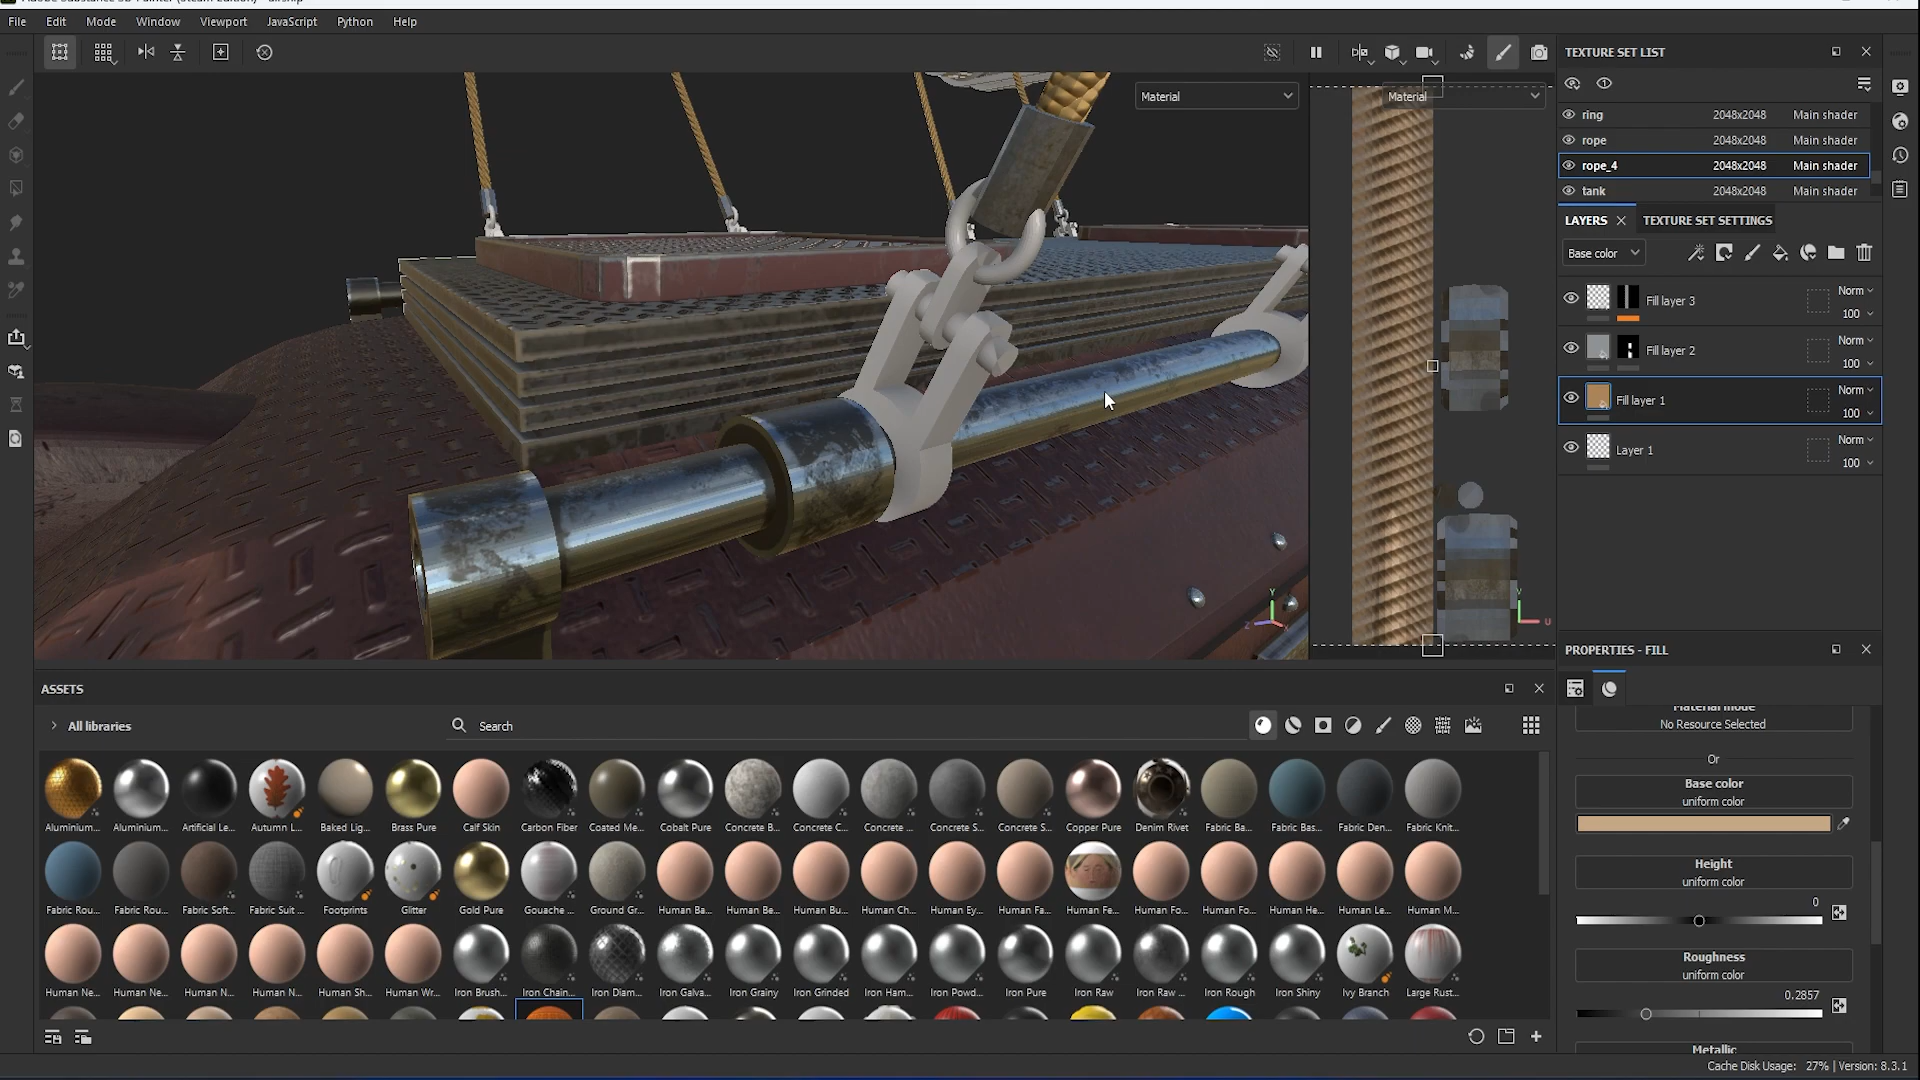 File Edit Mode Window Viewport JavaScript Python Help
Material
Material
TEXTURE SET LIST
ring 2048x2048 Main shader
rope 2048x2048 Main shader
rope_4 2048x2048 Main shader
tank 2048x2048 Main shader
LAYERS TEXTURE SET SETTINGS
Base color
Fill layer 3 Norm 100
Fill layer 2 Norm 100
Fill layer 1 Norm 100
Layer 1 Norm 100
PROPERTIES - FILL
Material mode
No Resource Selected
Or
Base color
uniform color
Height
uniform color
0
Roughness
uniform color
0.2857
Metallic
ASSETS
All libraries
Search
Aluminium... Aluminium... Artificial Le... Autumn L... Baked Lig... Brass Pure Calf Skin Carbon Fiber Coated Me... Cobalt Pure Concrete B... Concrete C... Concrete ... Concrete S... Concrete S... Copper Pure Denim Rivet Fabric Ba... Fabric Bas... Fabric Den... Fabric Knit...
Fabric Rou... Fabric Rou... Fabric Soft... Fabric Suit ... Footprints Glitter Gold Pure Gouache ... Ground Gr... Human Ba... Human Be... Human Bu... Human Ch... Human Ey... Human Fa... Human Fe... Human Fo... Human Fo... Human He... Human Le... Human M...
Human Ne... Human Ne... Human N... Human N... Human Sh... Human Wr... Iron Brush... Iron Chain... Iron Diam... Iron Galva... Iron Grainy Iron Grinded Iron Ham... Iron Powd... Iron Pure Iron Raw Iron Raw ... Iron Rough Iron Shiny Ivy Branch Large Rust...
Cache Disk Usage: 27% | Version: 8.3.1